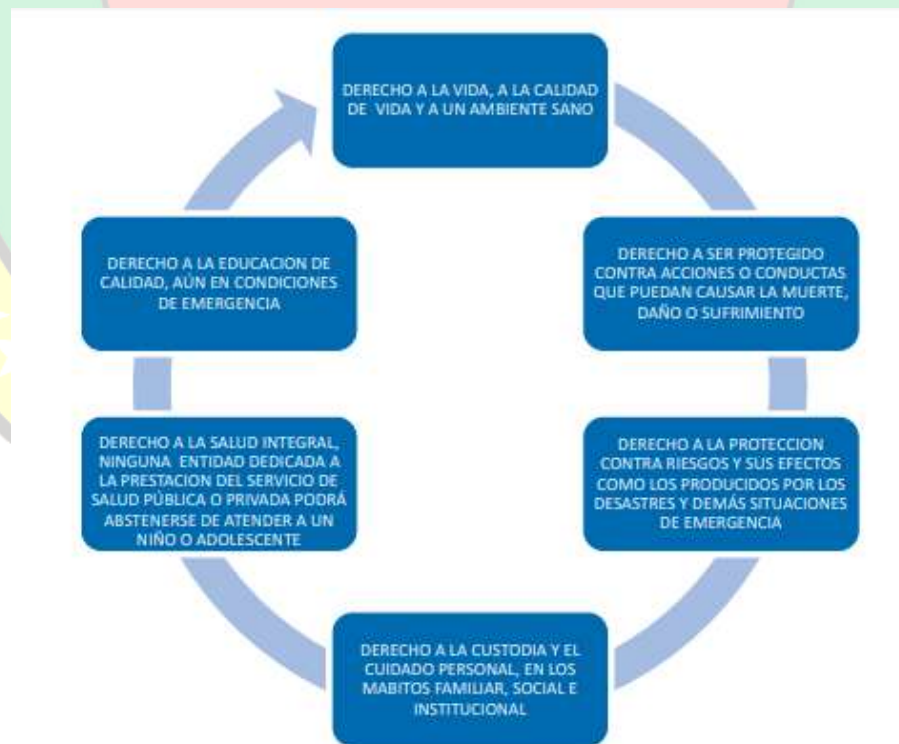 DERECHO A LA VIDA, A LA CALIDAD
DE VIDA Y A UN AMBIENTE SANO
DERECHO A SER PROTEGIDO
CONTRA ACCIONES O CONDUCTAS
QUE PUEDAN CAUSAR LA MUERTE,
DAÑO O SUFRIMIENTO
DERECHO A LA PROTECCION
CONTRA RIESGOS Y SUS EFECTOS
COMO LOS PRODUCIDOS POR LOS
DESASTRES Y DEMÁS SITUACIONES
DE EMERGENCIA
DERECHO A LA CUSTODIA Y EL
CUIDADO PERSONAL, EN LOS
MABITOS FAMILIAR, SOCIAL E
INSTITUCIONAL
DERECHO A LA SALUD INTEGRAL,
NINGUNA ENTIDAD DEDICADA A
LA PRESTACION DEL SERVICIO DE
SALUD PÚBLICA O PRIVADA PODRÁ
ABSTENERSE DE ATENDER A UN
NIÑO O ADOLESCENTE
DERECHO A LA EDUCACION DE
CALIDAD, AÚN EN CONDICIONES
DE EMERGENCIA